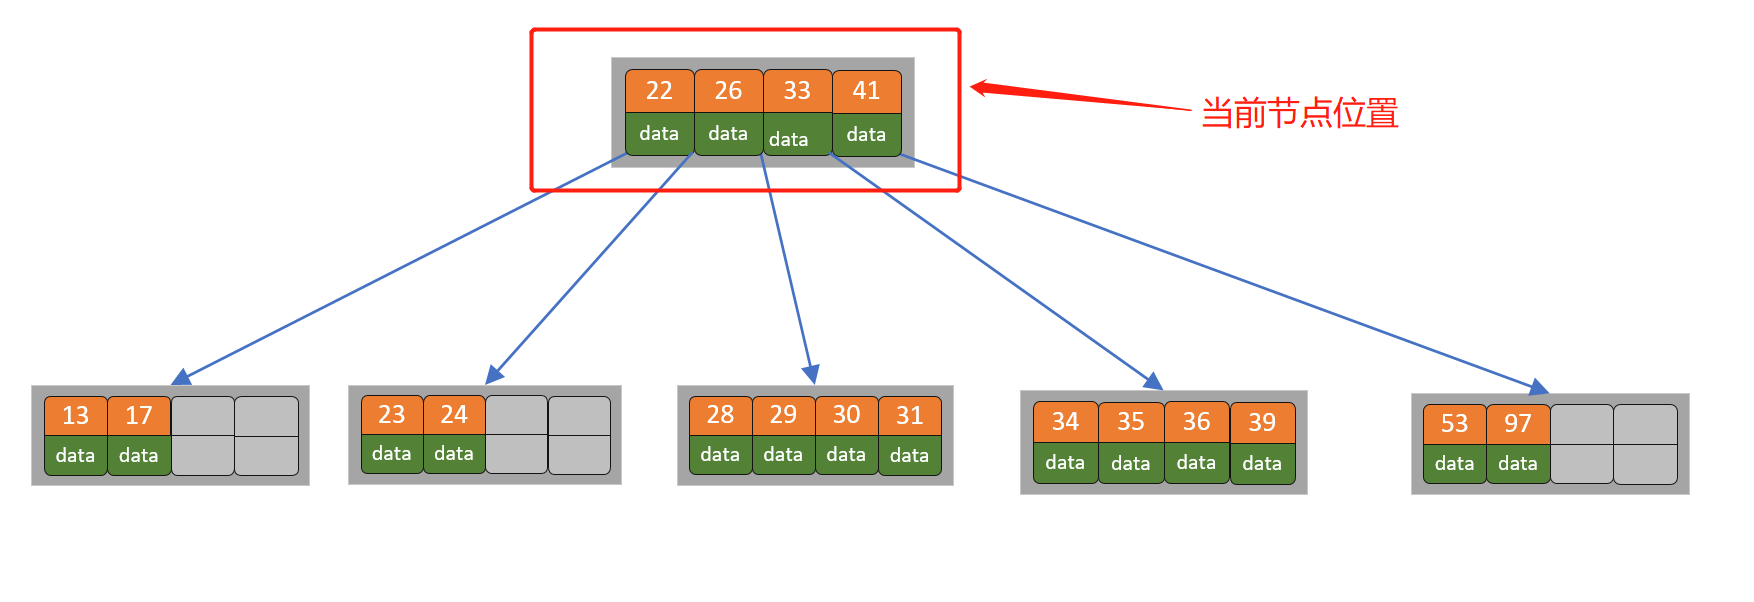 22 26 33 41
data data data data
当前节点位置
13 17
data data
23 24
data data
28 29 30 31
data data data data
34 35 36 39
data data data data
53 97
data data